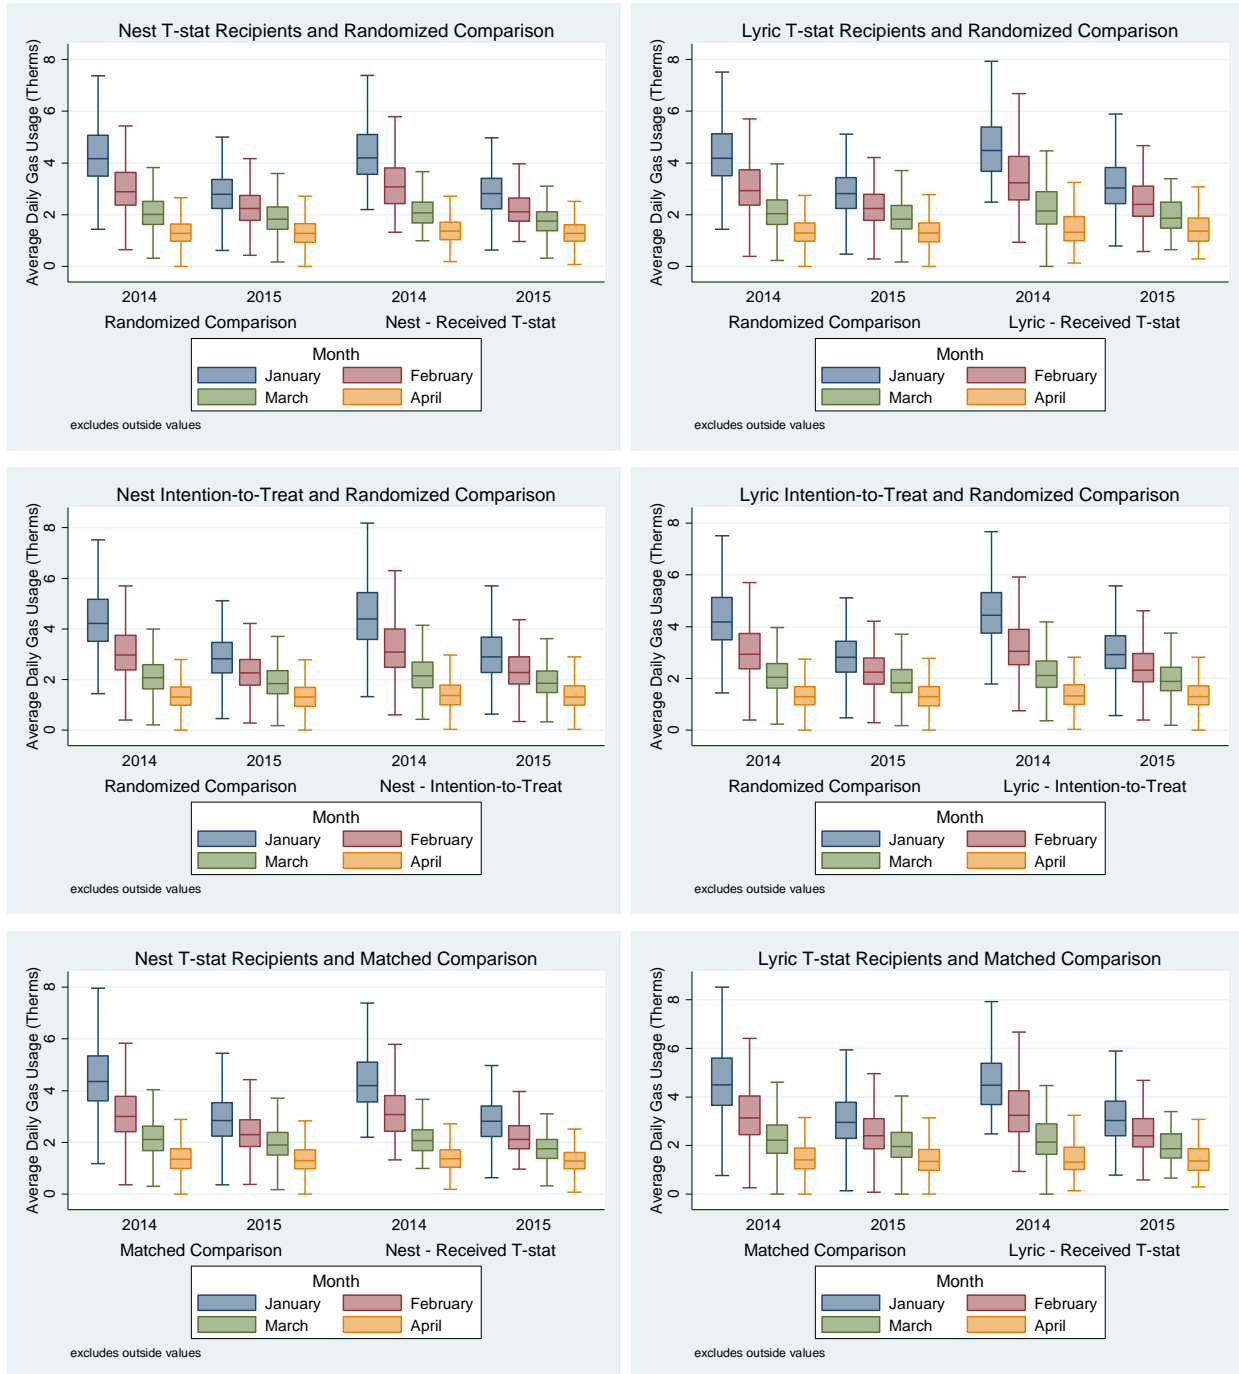 Nest T-stat Recipients and Randomized Comparison
Average Daily Gas Usage (Therms)
8
6
4
2
0
2014 2015 2014 2015
Randomized Comparison Nest - Received T-stat
Month
January February
March April
excludes outside values
Lyric T-stat Recipients and Randomized Comparison
Average Daily Gas Usage (Therms)
8
6
4
2
0
2014 2015 2014 2015
Randomized Comparison Lyric - Received T-stat
Month
January February
March April
excludes outside values
Nest Intention-to-Treat and Randomized Comparison
Average Daily Gas Usage (Therms)
8
6
4
2
0
2014 2015 2014 2015
Randomized Comparison Nest - Intention-to-Treat
Month
January February
March April
excludes outside values
Lyric Intention-to-Treat and Randomized Comparison
Average Daily Gas Usage (Therms)
8
6
4
2
0
2014 2015 2014 2015
Randomized Comparison Lyric - Intention-to-Treat
Month
January February
March April
excludes outside values
Nest T-stat Recipients and Matched Comparison
Average Daily Gas Usage (Therms)
8
6
4
2
0
2014 2015 2014 2015
Matched Comparison Nest - Received T-stat
Month
January February
March April
excludes outside values
Lyric T-stat Recipients and Matched Comparison
Average Daily Gas Usage (Therms)
8
6
4
2
0
2014 2015 2014 2015
Matched Comparison Lyric - Received T-stat
Month
January February
March April
excludes outside values